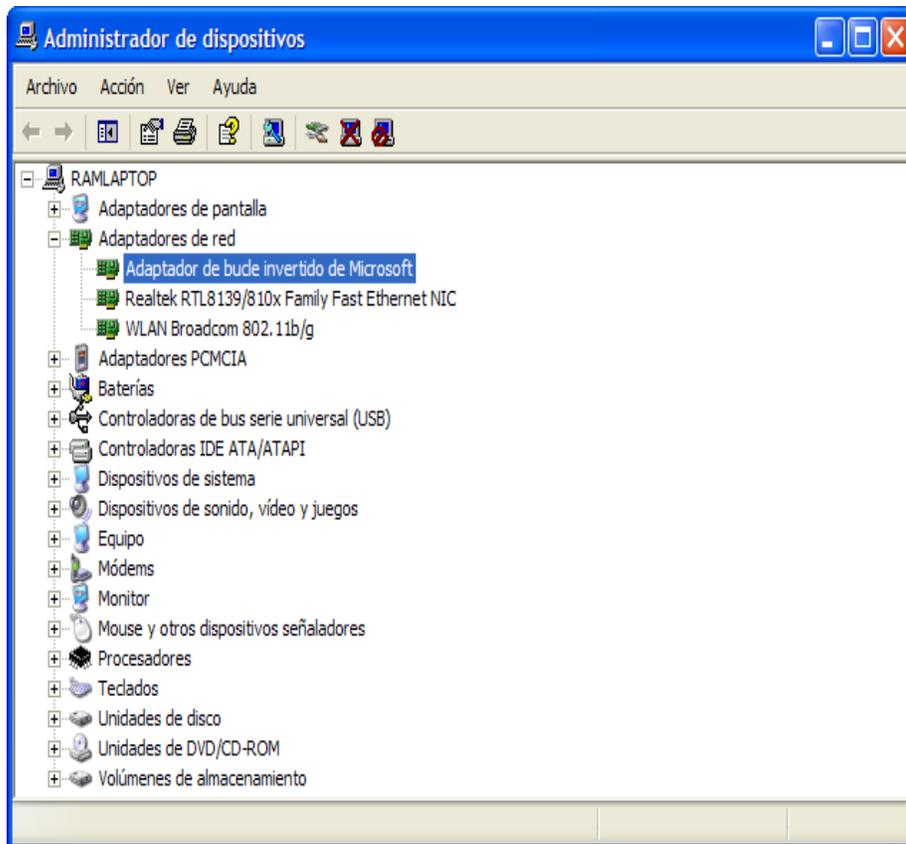 Administrador de dispositivos
Archivo Acción Ver Ayuda
RAMLAPTOP
Adaptadores de pantalla
Adaptadores de red
Adaptador de bucle invertido de Microsoft
Realtek RTL8139/810x Family Fast Ethernet NIC
WLAN Broadcom 802.11b/g
Adaptadores PCMCIA
Baterías
Controladoras de bus serie universal (USB)
Controladoras IDE ATA/ATAPI
Dispositivos de sistema
Dispositivos de sonido, vídeo y juegos
Equipo
Módems
Monitor
Mouse y otros dispositivos señaladores
Procesadores
Teclados
Unidades de disco
Unidades de DVD/CD-ROM
Volúmenes de almacenamiento